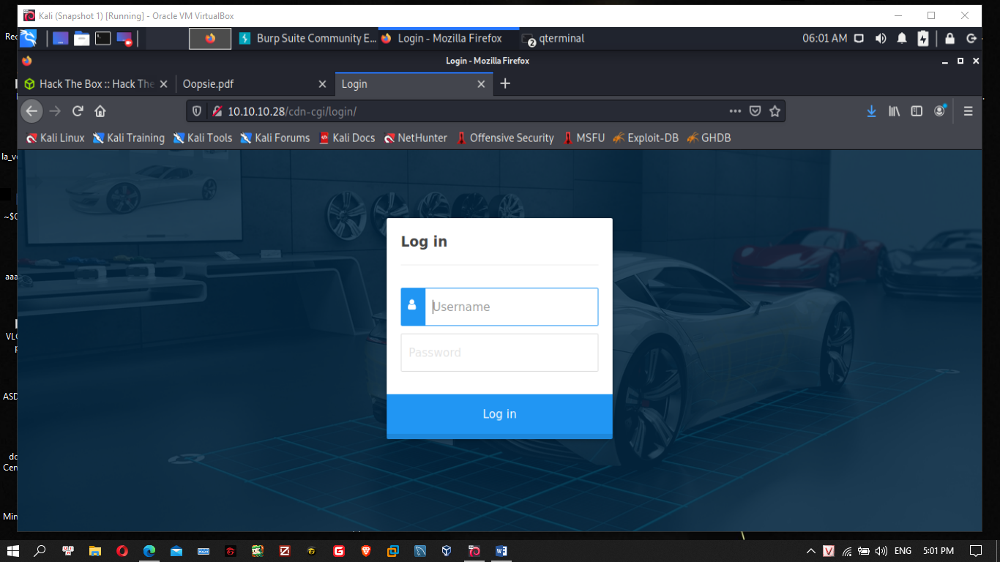 Kali (Snapshot 1) [Running] - Oracle VM VirtualBox
Burp Suite Community E... Login - Mozilla Firefox 2 qterminal 06:01 AM
Login - Mozilla Firefox
Hack The Box :: Hack The Oopsie.pdf Login
10.10.10.28/cdn-cgi/login/
Kali Linux Kali Training Kali Tools Kali Forums Kali Docs NetHunter Offensive Security MSFU Exploit-DB GHDB
Rec
la_v
~$C
aaa
VLC
p
ASD
do
Cen
Min
Log in
Username
Password
Log in
ENG 5:01 PM